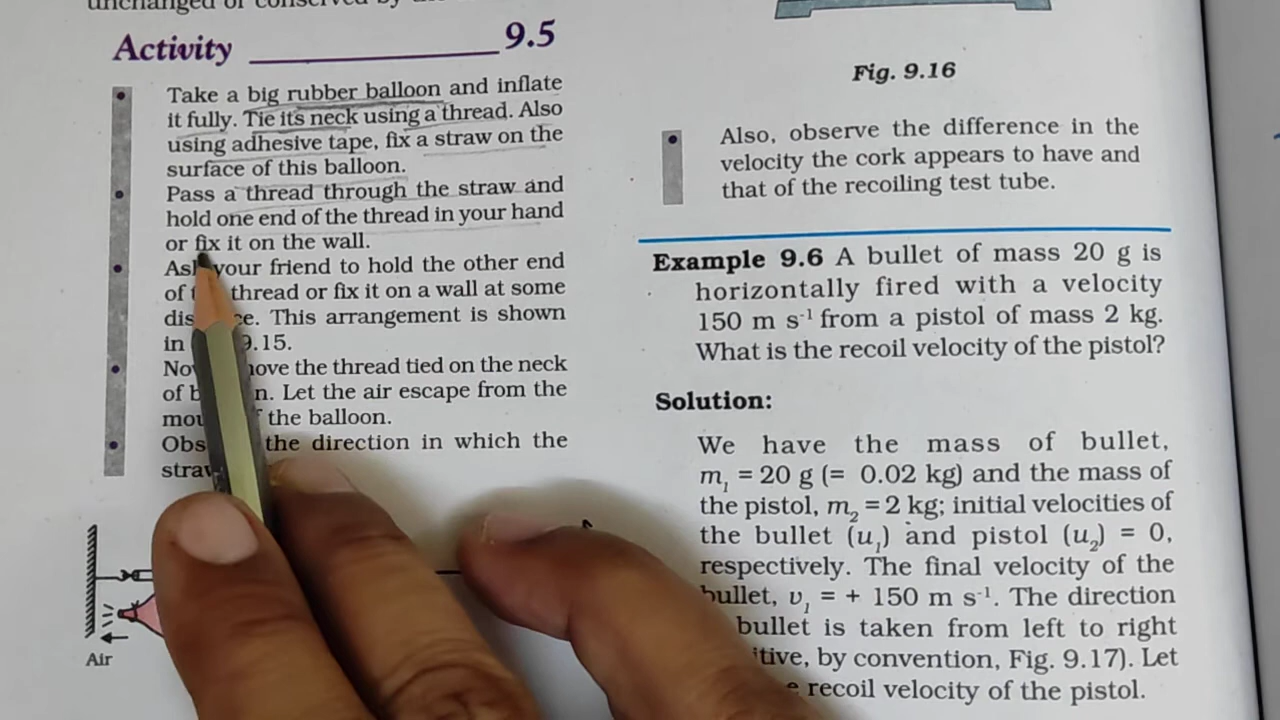 Activity 9.5
Take a big rubber balloon and inflate
it fully. Tie its neck using a thread. Also
using adhesive tape, fix a straw on the
surface of this balloon.
Pass a thread through the straw and
hold one end of the thread in your hand
or fix it on the wall.
Ask your friend to hold the other end
of thread or fix it on a wall at some
This arrangement is shown
in 9.15.
the thread tied on the neck
of Let the air escape from the
the balloon.
the direction in which the
Air
Fig. 9.16
Also, observe the difference in the
velocity the cork appears to have and
that of the recoiling test tube.
Example 9.6 A bullet of mass 20 g is
horizontally fired with a velocity
150 m s⁻¹ from a pistol of mass 2 kg.
What is the recoil velocity of the pistol?
Solution:
We have the mass of bullet,
m₁ = 20 g (= 0.02 kg) and the mass of
the pistol, m₂ = 2 kg; initial velocities of
the bullet (u₁) and pistol (u₂) = 0,
respectively. The final velocity of the
bullet, v₁ = + 150 m s⁻¹. The direction
bullet is taken from left to right
by convention, Fig. 9.17). Let
recoil velocity of the pistol.